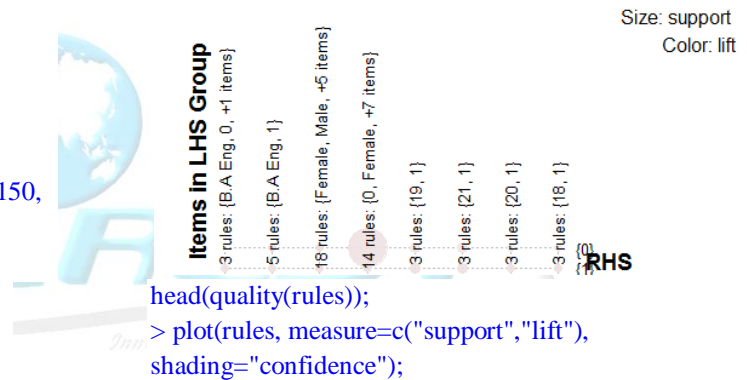 Size: support
Color: lift
Items in LHS Group
3 rules: {B.A Eng, 0, +1 items}
5 rules: {B.A Eng, 1}
18 rules: {Female, Male, +5 items}
14 rules: {0, Female, +7 items}
3 rules: {19, 1}
3 rules: {21, 1}
3 rules: {20, 1}
3 rules: {18, 1}
{0}
{1}
RHS
150,
head(quality(rules));
> plot(rules, measure=c("support","lift"),
shading="confidence");